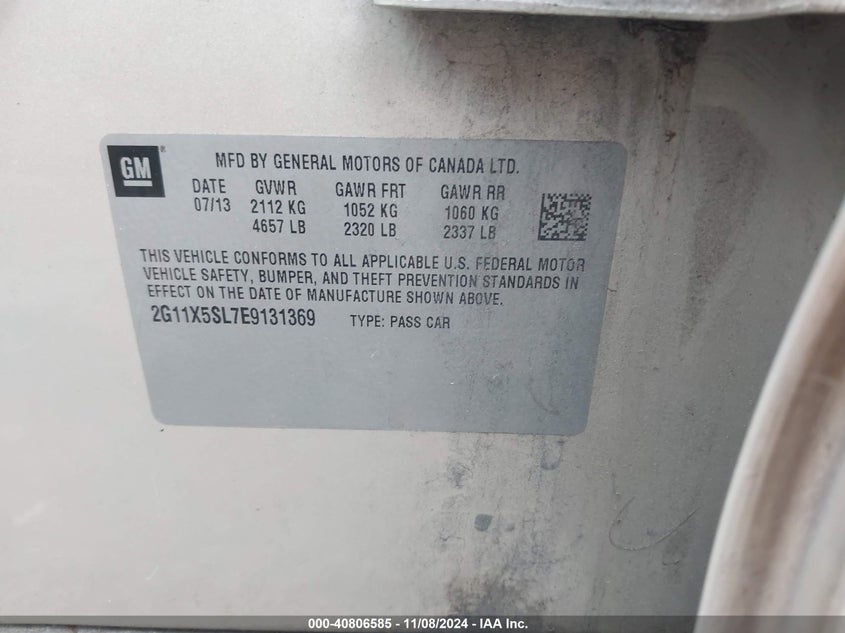 GM
MFD BY GENERAL MOTORS OF CANADA LTD.
DATE GVWR GAWR FRT GAWR RR
07/13 2112 KG 1052 KG 1060 KG
4657 LB 2320 LB 2337 LB
THIS VEHICLE CONFORMS TO ALL APPLICABLE U.S. FEDERAL MOTOR
VEHICLE SAFETY, BUMPER, AND THEFT PREVENTION STANDARDS IN
EFFECT ON THE DATE OF MANUFACTURE SHOWN ABOVE.
2G11X5SL7E9131369 TYPE: PASS CAR
000-40806585 - 11/08/2024 - IAA Inc.